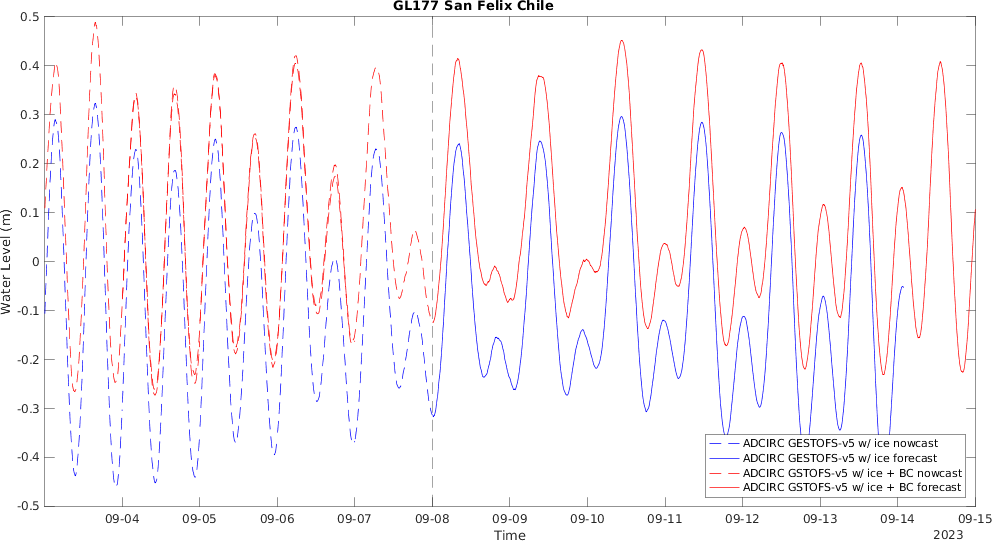 GL177 San Felix Chile
0.5
0.4
0.3
0.2
0.1
0
-0.1
-0.2
-0.3
-0.4
-0.5
Water Level (m)
ADCIRC GESTOFS-v5 w/ ice nowcast
ADCIRC GESTOFS-v5 w/ ice forecast
ADCIRC GSTOFS-v5 w/ ice + BC nowcast
ADCIRC GSTOFS-v5 w/ ice + BC forecast
09-04 09-05 09-06 09-07 09-08 09-09 09-10 09-11 09-12 09-13 09-14 09-15
Time
2023